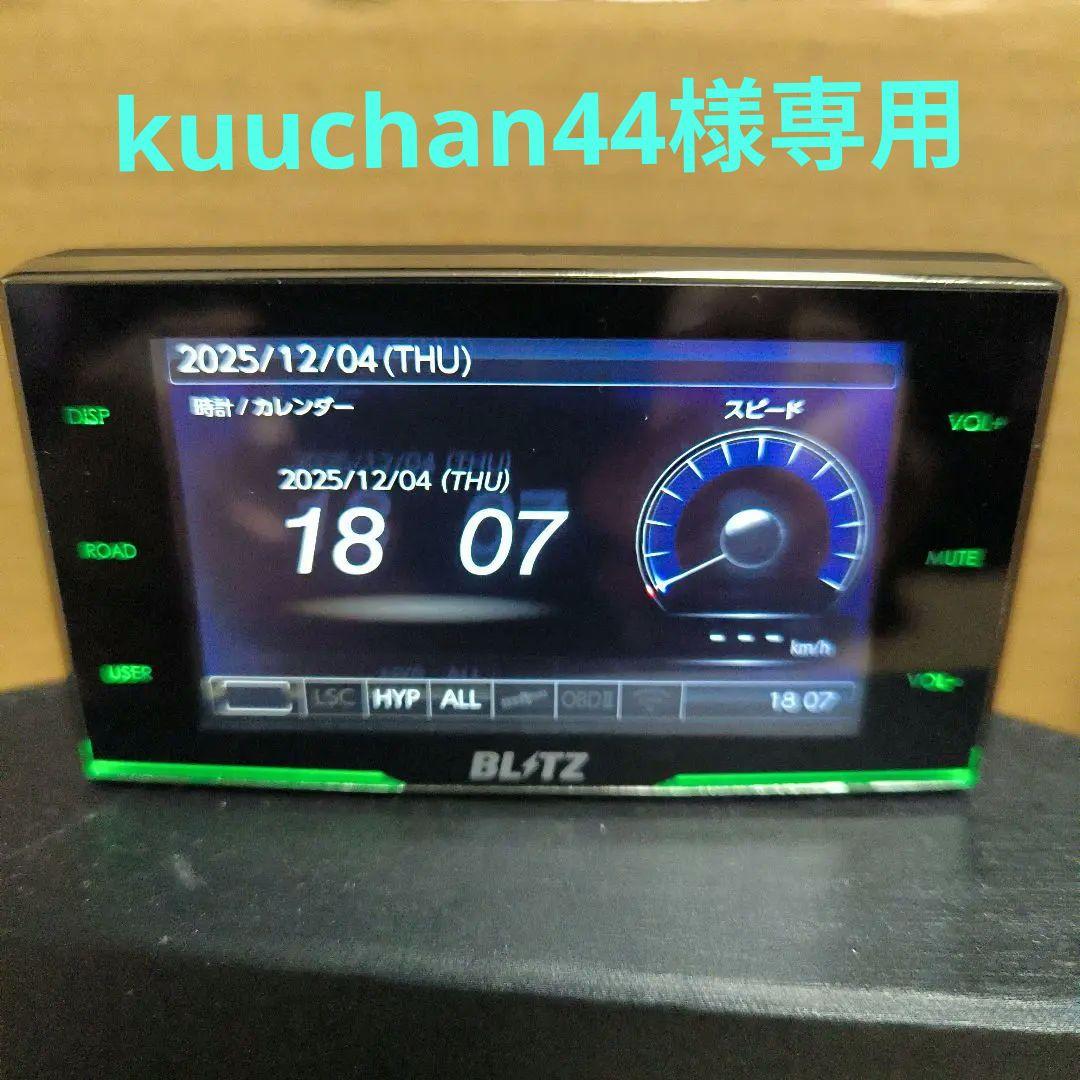 kuuchan44様専用
2025/12/04(THU)
時計/カレンダー
スピード
DISP
VOL+
2025/12/04 (THU)
18 07
ROAD
MUTE
km/h
USER
VOL-
LSC HYP ALL OBDII 18 07
BLITZ